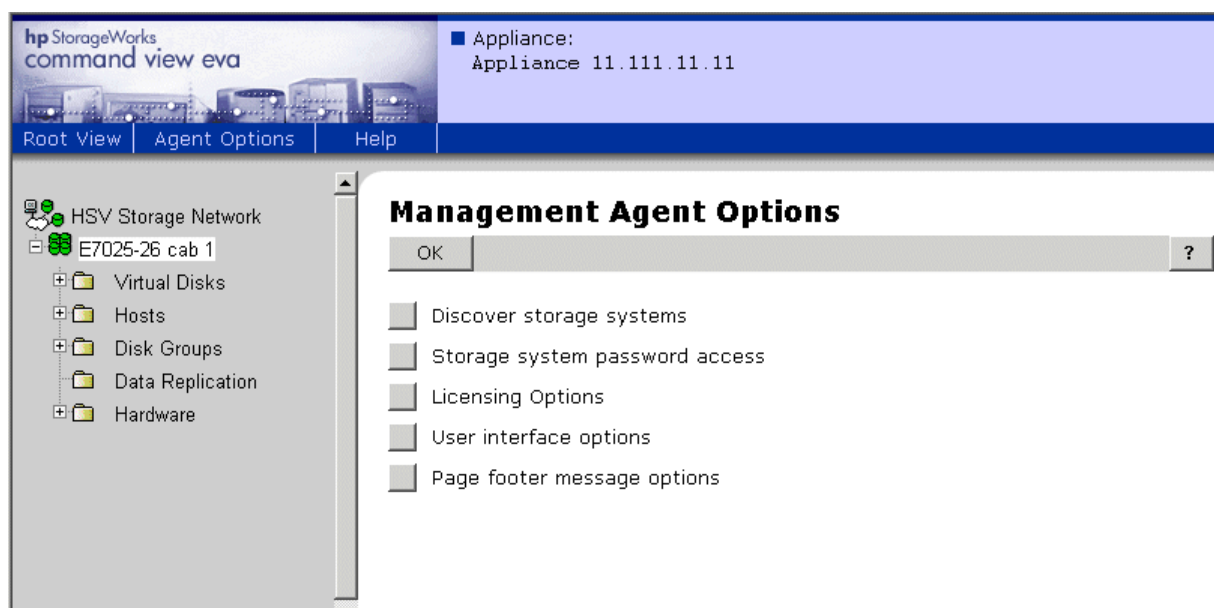 hp StorageWorks
command view eva
Appliance:
Appliance 11.111.11.11
Root View Agent Options Help
HSV Storage Network
E7025-26 cab 1
Virtual Disks
Hosts
Disk Groups
Data Replication
Hardware
Management Agent Options
OK ?
Discover storage systems
Storage system password access
Licensing Options
User interface options
Page footer message options